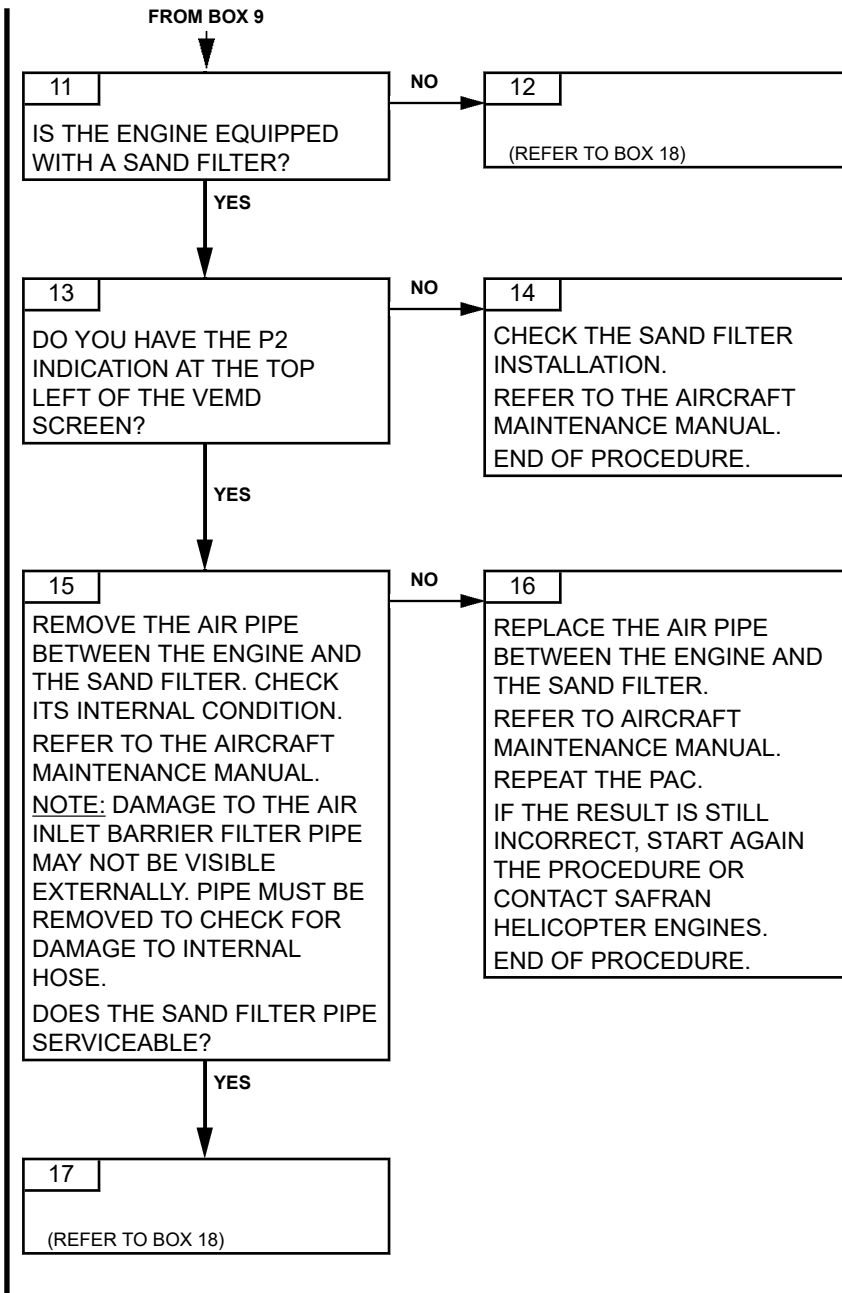 FROM BOX 9
11
IS THE ENGINE EQUIPPED
WITH A SAND FILTER?
NO
12
(REFER TO BOX 18)
YES
13
DO YOU HAVE THE P2
INDICATION AT THE TOP
LEFT OF THE VEMD
SCREEN?
NO
14
CHECK THE SAND FILTER
INSTALLATION.
REFER TO THE AIRCRAFT
MAINTENANCE MANUAL.
END OF PROCEDURE.
YES
15
REMOVE THE AIR PIPE
BETWEEN THE ENGINE AND
THE SAND FILTER. CHECK
ITS INTERNAL CONDITION.
REFER TO THE AIRCRAFT
MAINTENANCE MANUAL.
NOTE: DAMAGE TO THE AIR
INLET BARRIER FILTER PIPE
MAY NOT BE VISIBLE
EXTERNALLY. PIPE MUST BE
REMOVED TO CHECK FOR
DAMAGE TO INTERNAL
HOSE.
DOES THE SAND FILTER PIPE
SERVICEABLE?
NO
16
REPLACE THE AIR PIPE
BETWEEN THE ENGINE AND
THE SAND FILTER.
REFER TO AIRCRAFT
MAINTENANCE MANUAL.
REPEAT THE PAC.
IF THE RESULT IS STILL
INCORRECT, START AGAIN
THE PROCEDURE OR
CONTACT SAFRAN
HELICOPTER ENGINES.
END OF PROCEDURE.
YES
17
(REFER TO BOX 18)